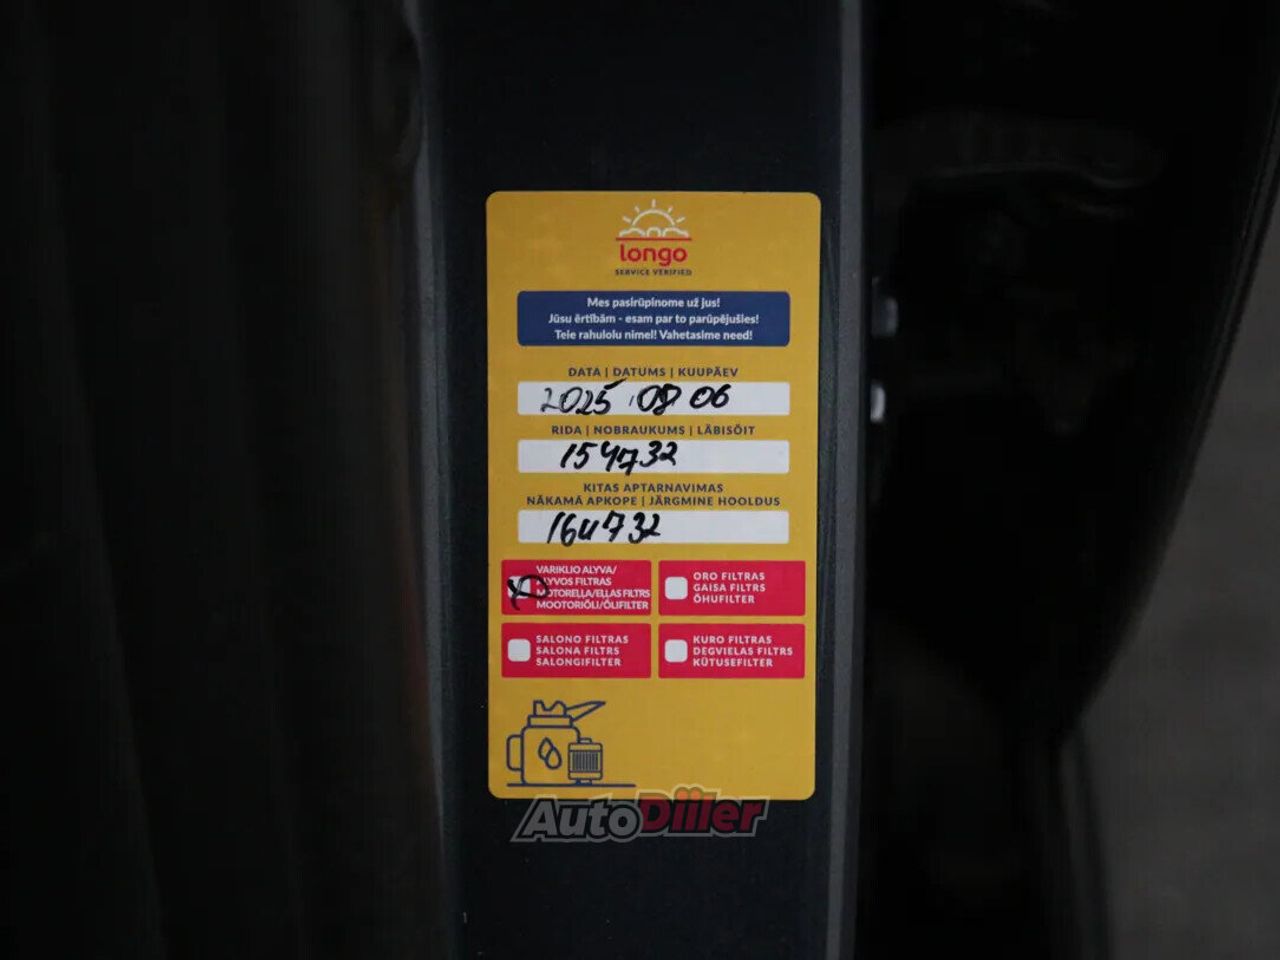 longo
SERVICE VERIFIED
Mes pasirūpinome už jus!
Jūsu ērtībām - esam par to parūpējušies!
Teie rahulolu nimel! Vahetasime need!
DATA | DATUMS | KUUPÄEV
2025.08 06
RIDA | NOBRAUKUMS | LÄBISÕIT
154732
KITAS APTARNAVIMAS
NĀKAMĀ APKOPE | JÄRGMINE HOOLDUS
164732
VARIKLIO ALYVA/
ALYVOS FILTRAS
MOTOREĻĻA/EĻĻAS FILTRS
MOOTORIÕLI/ÕLIFILTER
ORO FILTRAS
GAISA FILTRS
ÕHUFILTER
SALONO FILTRAS
SALONA FILTRS
SALONGIFILTER
KURO FILTRAS
DEGVIELAS FILTRS
KÜTUSEFILTER
AutoDiiler